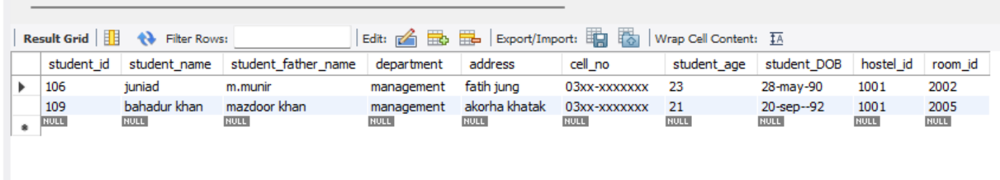 Result Grid Filter Rows: Edit: Export/Import: Wrap Cell Content: IA
student_id student_name student_father_name department address cell_no student_age student_DOB hostel_id room_id
106 juniad m.munir management fatih jung 03xx-xxxxxxx 23 28-may-90 1001 2002
109 bahadur khan mazdoor khan management akorha khatak 03xx-xxxxxxx 21 20-sep--92 1001 2005
NULL NULL NULL NULL NULL NULL NULL NULL NULL NULL